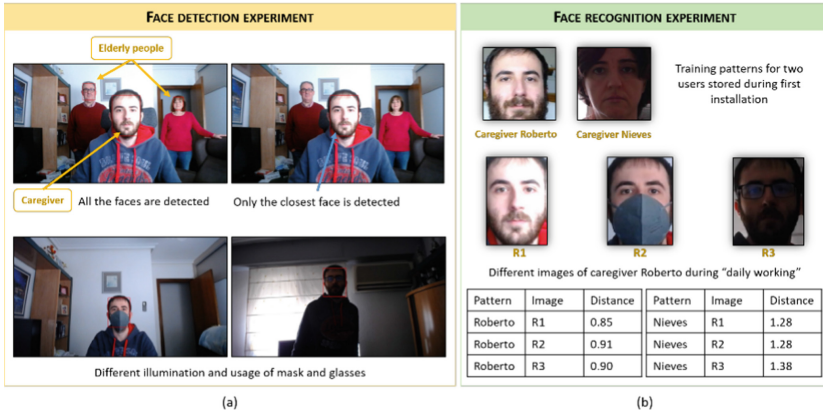 FACE DETECTION EXPERIMENT
Elderly people
Caregiver
All the faces are detected
Only the closest face is detected
Different illumination and usage of mask and glasses
(a)
FACE RECOGNITION EXPERIMENT
Training patterns for two
users stored during first
installation
Caregiver Roberto
Caregiver Nieves
R1
R2
R3
Different images of caregiver Roberto during “daily working”
Pattern Image Distance Pattern Image Distance
Roberto R1 0.85 Nieves R1 1.28
Roberto R2 0.91 Nieves R2 1.28
Roberto R3 0.90 Nieves R3 1.38
(b)